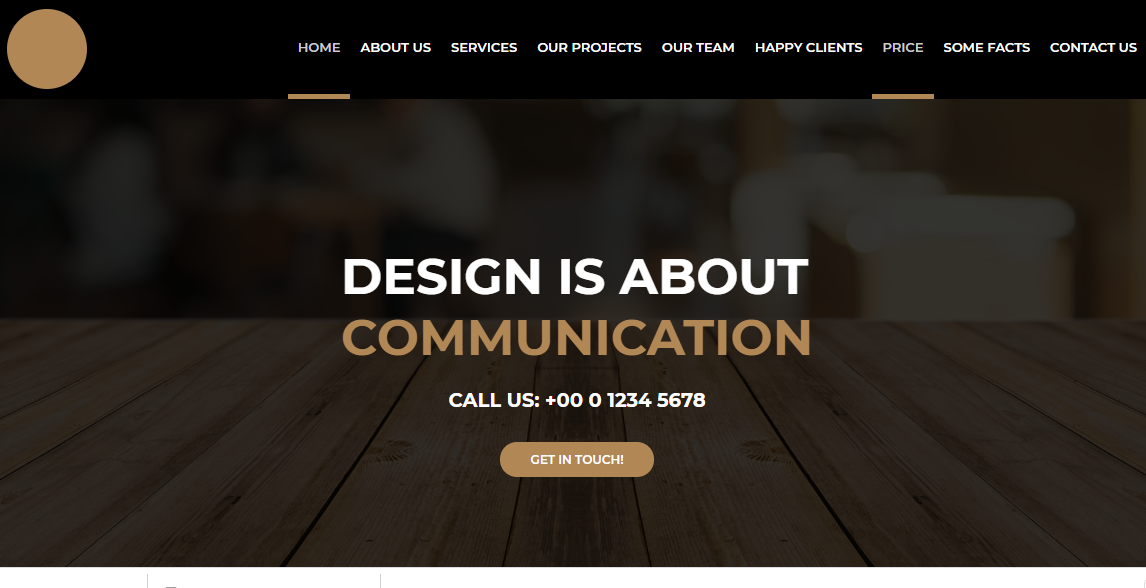 HOME ABOUT US SERVICES OUR PROJECTS OUR TEAM HAPPY CLIENTS PRICE SOME FACTS CONTACT US
DESIGN IS ABOUT
COMMUNICATION
CALL US: +00 0 1234 5678
GET IN TOUCH!